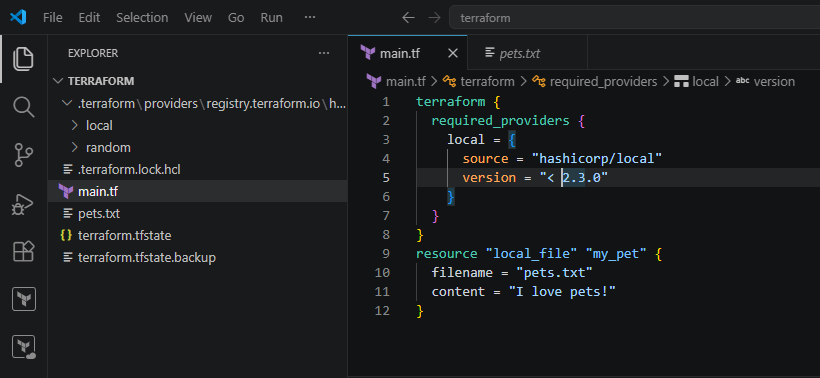 File Edit Selection View Go Run ··· terraform
EXPLORER ···
TERRAFORM
.terraform\providers\registry.terraform.io\h...
local
random
.terraform.lock.hcl
main.tf
pets.txt
terraform.tfstate
terraform.tfstate.backup
main.tf pets.txt
main.tf > terraform > required_providers > local > abc version
1 terraform {
2 required_providers {
3 local = {
4 source = "hashicorp/local"
5 version = "< 2.3.0"
6 }
7 }
8 }
9 resource "local_file" "my_pet" {
10 filename = "pets.txt"
11 content = "I love pets!"
12 }